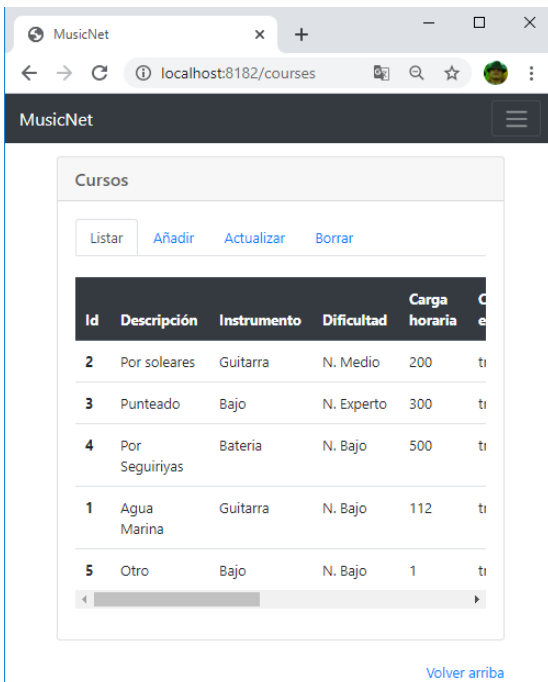 MusicNet
localhost:8182/courses
MusicNet
Cursos
Listar Añadir Actualizar Borrar
Id Descripción Instrumento Dificultad Carga horaria
2 Por soleares Guitarra N. Medio 200
3 Punteado Bajo N. Experto 300
4 Por Seguiriyas Bateria N. Bajo 500
1 Agua Marina Guitarra N. Bajo 112
5 Otro Bajo N. Bajo 1
Volver arriba